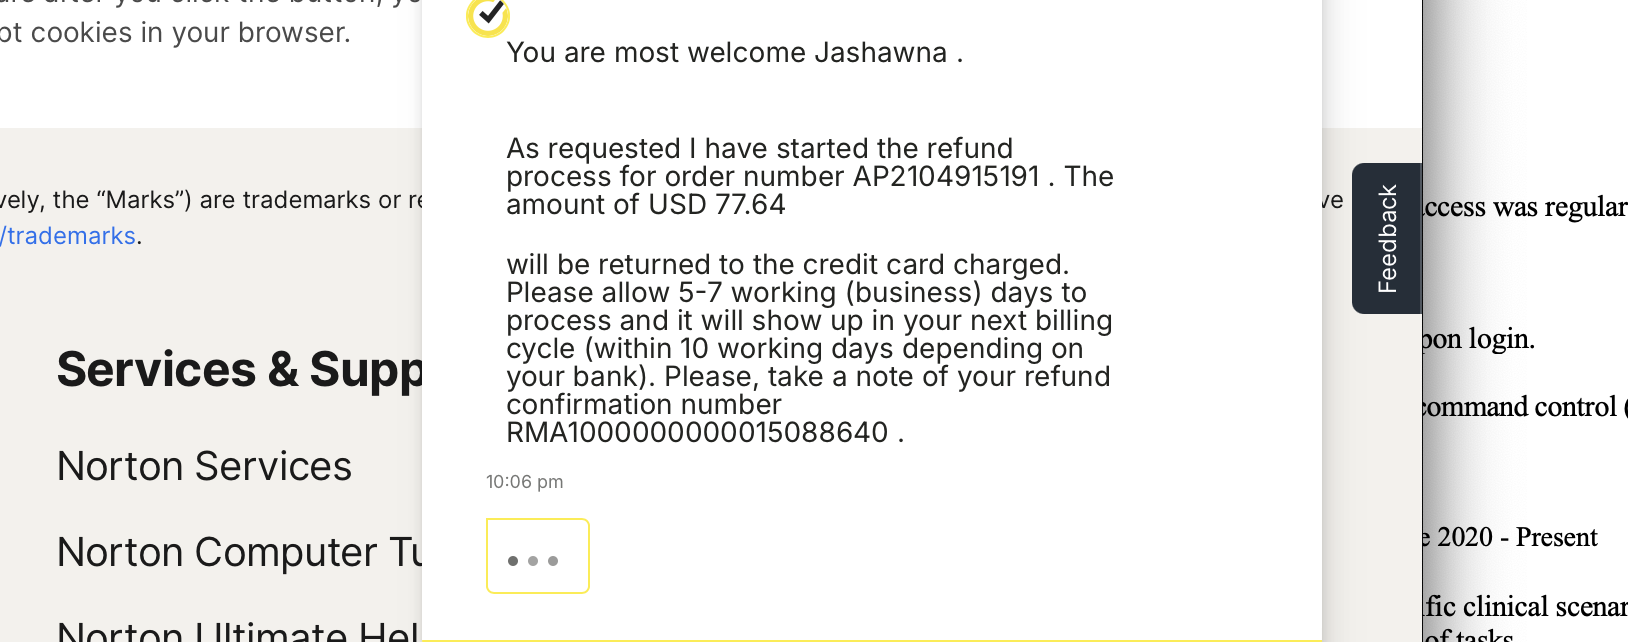 pt cookies in your browser.
You are most welcome Jashawna .
As requested I have started the refund
process for order number AP2104915191 . The
amount of USD 77.64
will be returned to the credit card charged.
Please allow 5-7 working (business) days to
process and it will show up in your next billing
cycle (within 10 working days depending on
your bank). Please, take a note of your refund
confirmation number
RMA1000000000015088640 .
10:06 pm
vely, the “Marks”) are trademarks or re
/trademarks.
Services & Supp
Norton Services
Norton Computer Tu
Norton Ultimate Hel
ve
Feedback
ccess was regular
pon login.
command control (
e 2020 - Present
ific clinical scenar
of tasks